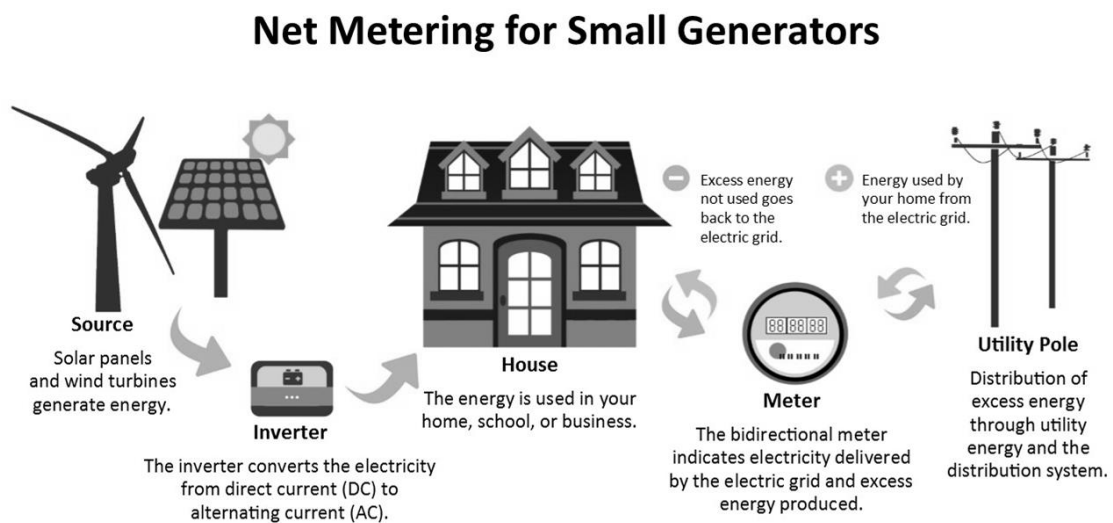 Net Metering for Small Generators
Source
Solar panels
and wind turbines
generate energy.
Inverter
The inverter converts the electricity
from direct current (DC) to
alternating current (AC).
House
The energy is used in your
home, school, or business.
Excess energy
not used goes
back to the
electric grid.
Energy used by
your home from
the electric grid.
88 88 88
Meter
The bidirectional meter
indicates electricity delivered
by the electric grid and excess
energy produced.
Utility Pole
Distribution of
excess energy
through utility
energy and the
distribution system.